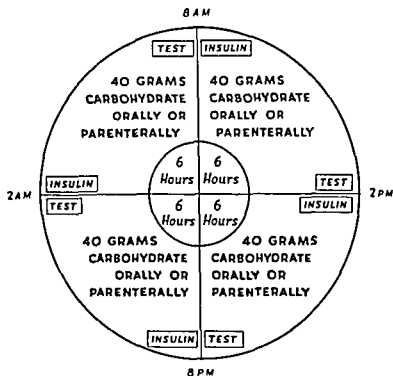 8 AM
TEST INSULIN
40 GRAMS
CARBOHYDRATE
ORALLY OR
PARENTERALLY
40 GRAMS
CARBOHYDRATE
ORALLY OR
PARENTERALLY
6
Hours
6
Hours
2 AM
INSULIN
TEST
TEST
INSULIN
2 PM
6
Hours
6
Hours
40 GRAMS
CARBOHYDRATE
ORALLY OR
PARENTERALLY
40 GRAMS
CARBOHYDRATE
ORALLY OR
PARENTERALLY
INSULIN TEST
8 PM